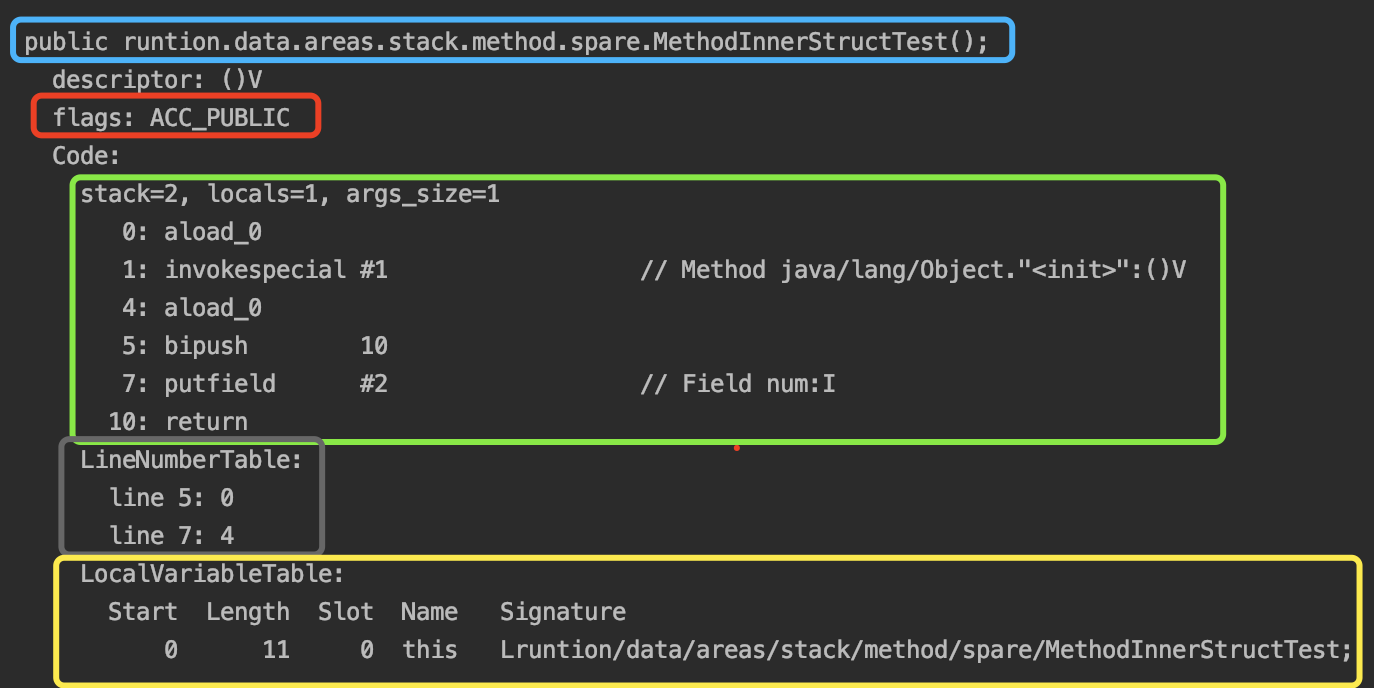 public runtion.data.areas.stack.method.spare.MethodInnerStructTest();
descriptor: ()V
flags: ACC_PUBLIC
Code:
stack=2, locals=1, args_size=1
0: aload_0
1: invokespecial #1 // Method java/lang/Object."<init>":()V
4: aload_0
5: bipush 10
7: putfield #2 // Field num:I
10: return
LineNumberTable:
line 5: 0
line 7: 4
LocalVariableTable:
Start Length Slot Name Signature
0 11 0 this Lruntion/data/areas/stack/method/spare/MethodInnerStructTest;